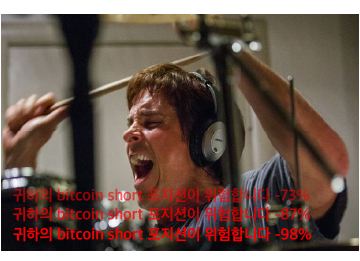 귀하의 bitcoin short 포지션이 위험합니다 -73%
귀하의 bitcoin short 포지션이 위험합니다 -87%
귀하의 bitcoin short 포지션이 위험합니다 -98%